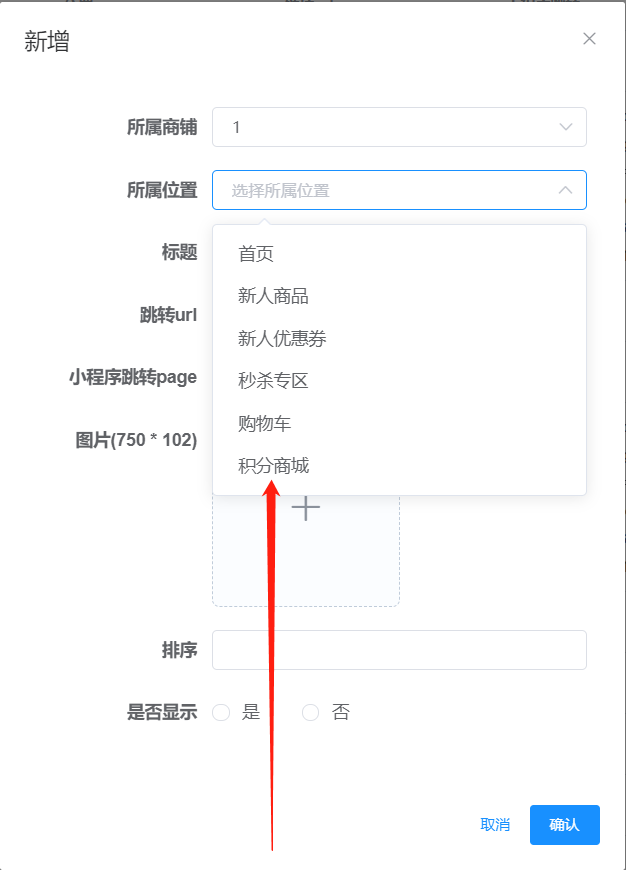 新增
所属商铺 1
所属位置 选择所属位置
标题
首页
新人商品
跳转url
新人优惠券
小程序跳转page
秒杀专区
购物车
图片(750 * 102)
积分商城
排序
是否显示 是 否
取消 确认